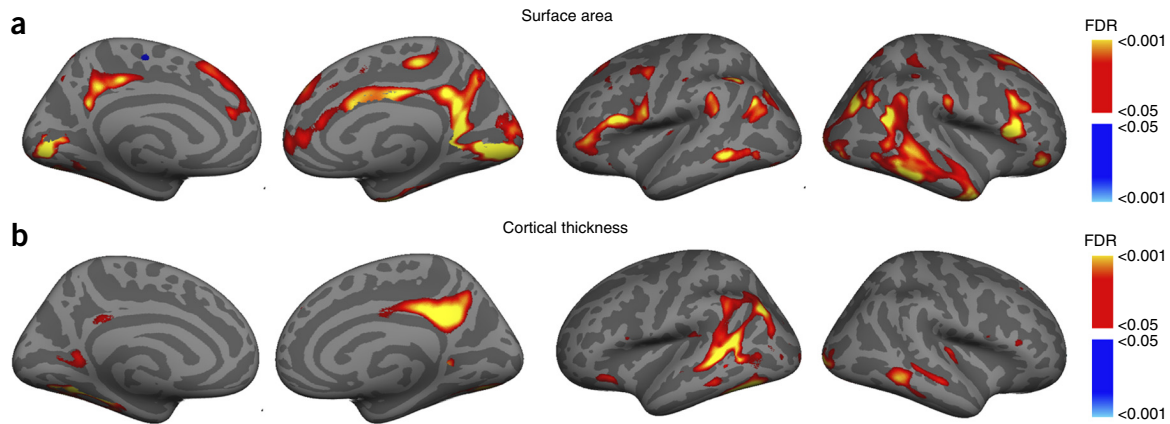 a
Surface area
FDR
<0.001
<0.05
<0.05
<0.001
b
Cortical thickness
FDR
<0.001
<0.05
<0.05
<0.001